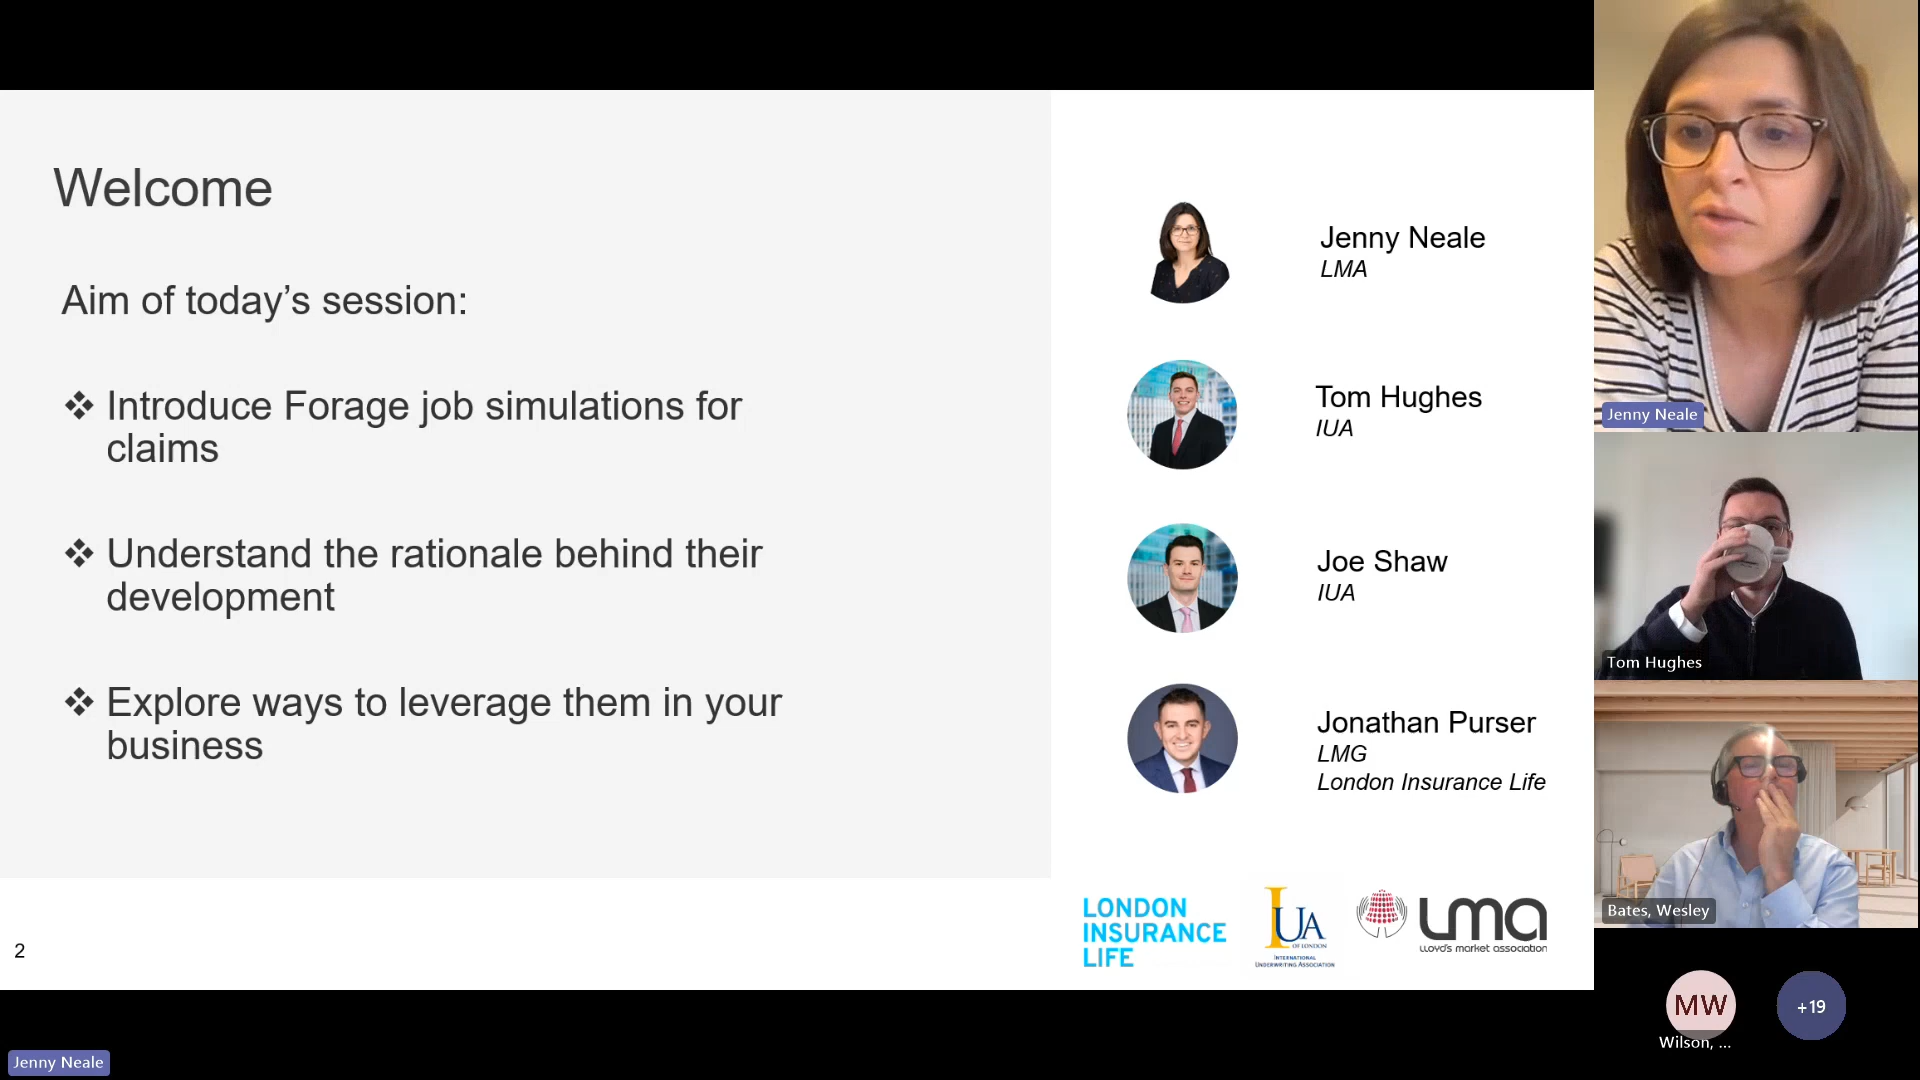 Welcome
Aim of today's session:
❖ Introduce Forage job simulations for
claims
❖ Understand the rationale behind their
development
❖ Explore ways to leverage them in your
business
2
Jenny Neale
LMA
Tom Hughes
IUA
Joe Shaw
IUA
Jonathan Purser
LMG
London Insurance Life
LONDON
INSURANCE
LIFE
IUA
OF LONDON
INTERNATIONAL
UNDERWRITING ASSOCIATION
lma
LLOYD'S market association
Jenny Neale
Tom Hughes
Bates, Wesley
MW
Wilson, ...
+19
Jenny Neale